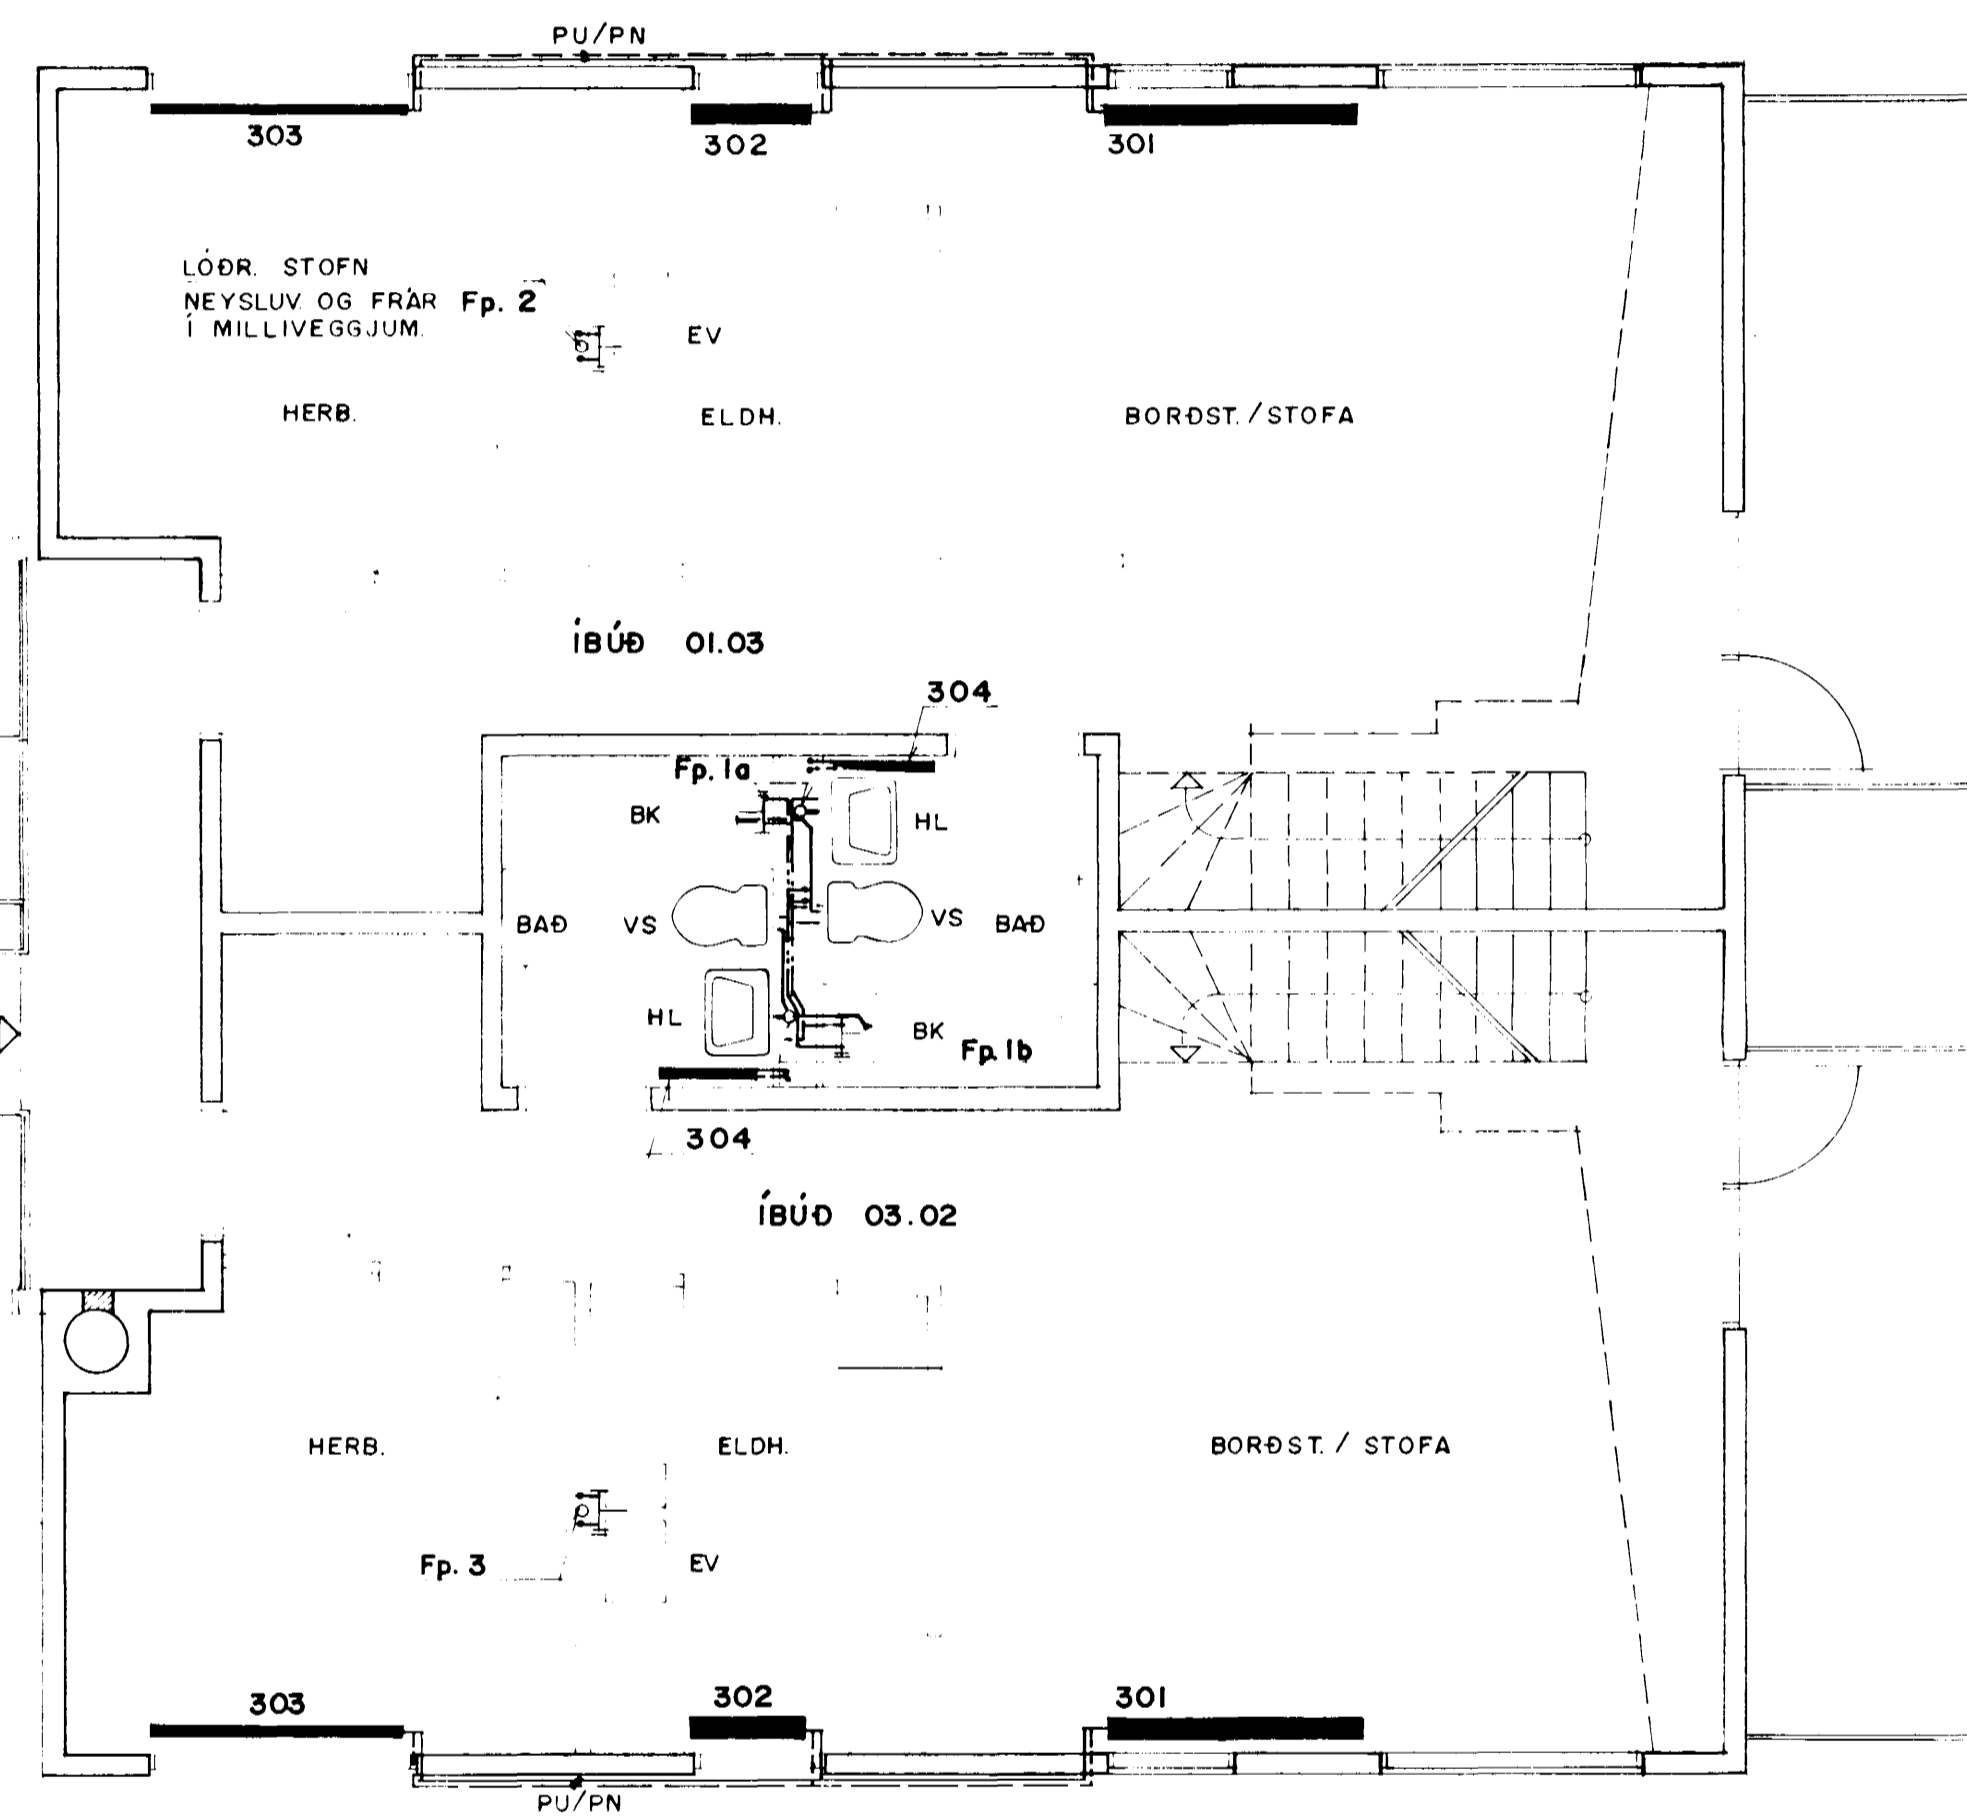 PU/PN
303
302
301
LÓÐR. STOFN
NEYSLUV. OG FRÁR Fp. 2
Í MILLIVEGGJUM.
EV
HERB.
ELDH.
BORÐST./STOFA
ÍBÚÐ 01.03
304
Fp. 1a
BK
HL
BAÐ
VS
VS
BAÐ
HL
BK
Fp. 1b
304
ÍBÚÐ 03.02
HERB.
ELDH.
BORÐST. / STOFA
Fp. 3
EV
303
302
301
PU/PN